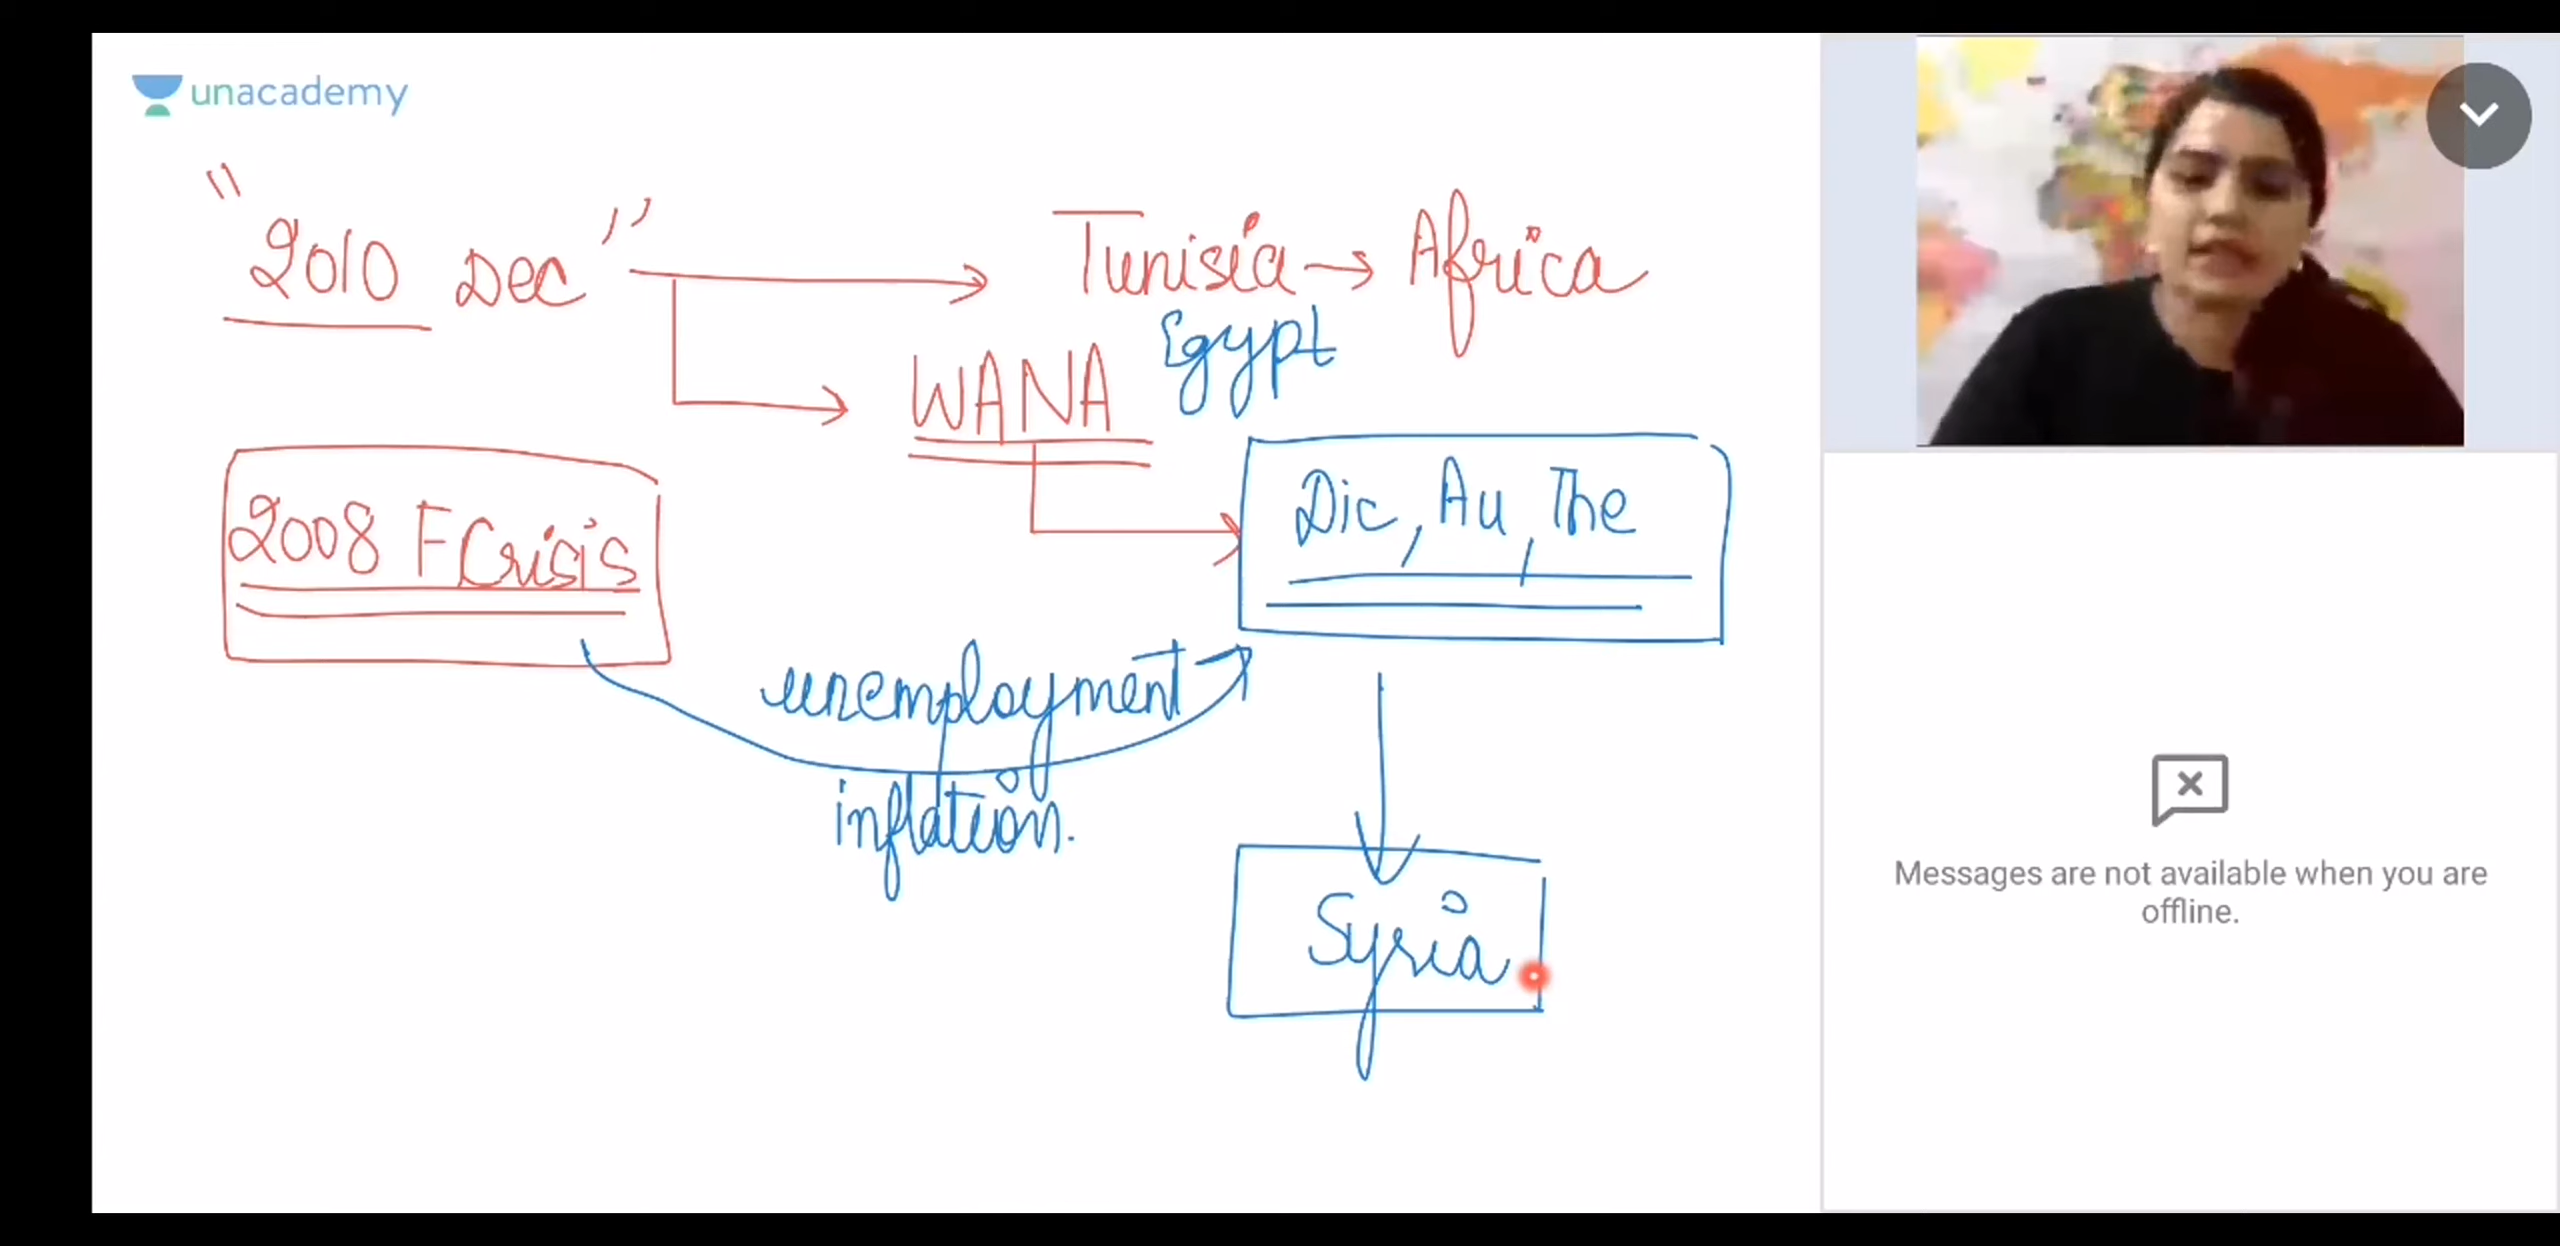 unacademy
"2010 Dec" → Tunisia → Africa
Egypt
WANA
2008 F Crisis
Dic, Au, The
unemployment
inflation.
Syria
Messages are not available when you are
offline.